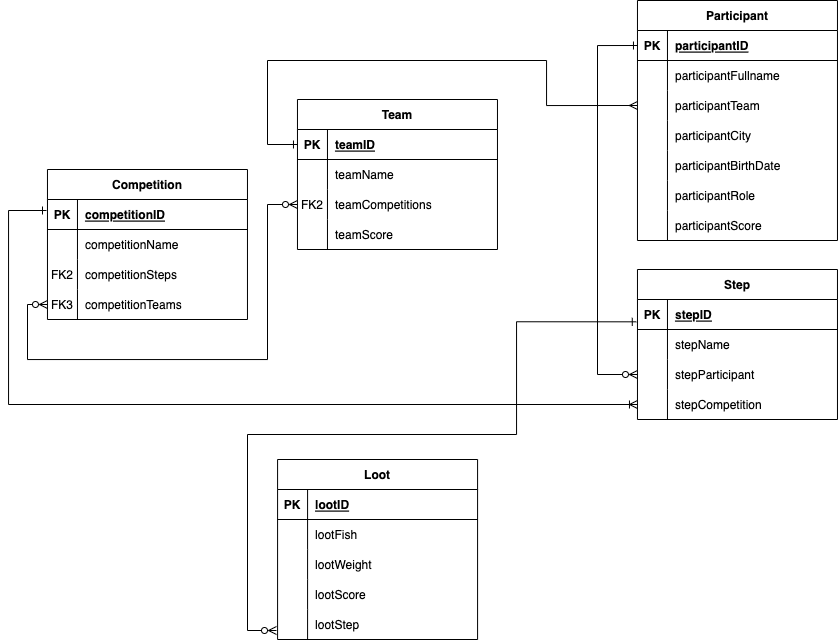 Participant
PK participantID
participantFullname
participantTeam
participantCity
participantBirthDate
participantRole
participantScore
Team
PK teamID
teamName
FK2 teamCompetitions
teamScore
Competition
PK competitionID
competitionName
FK2 competitionSteps
FK3 competitionTeams
Step
PK stepID
stepName
stepParticipant
stepCompetition
Loot
PK lootID
lootFish
lootWeight
lootScore
lootStep